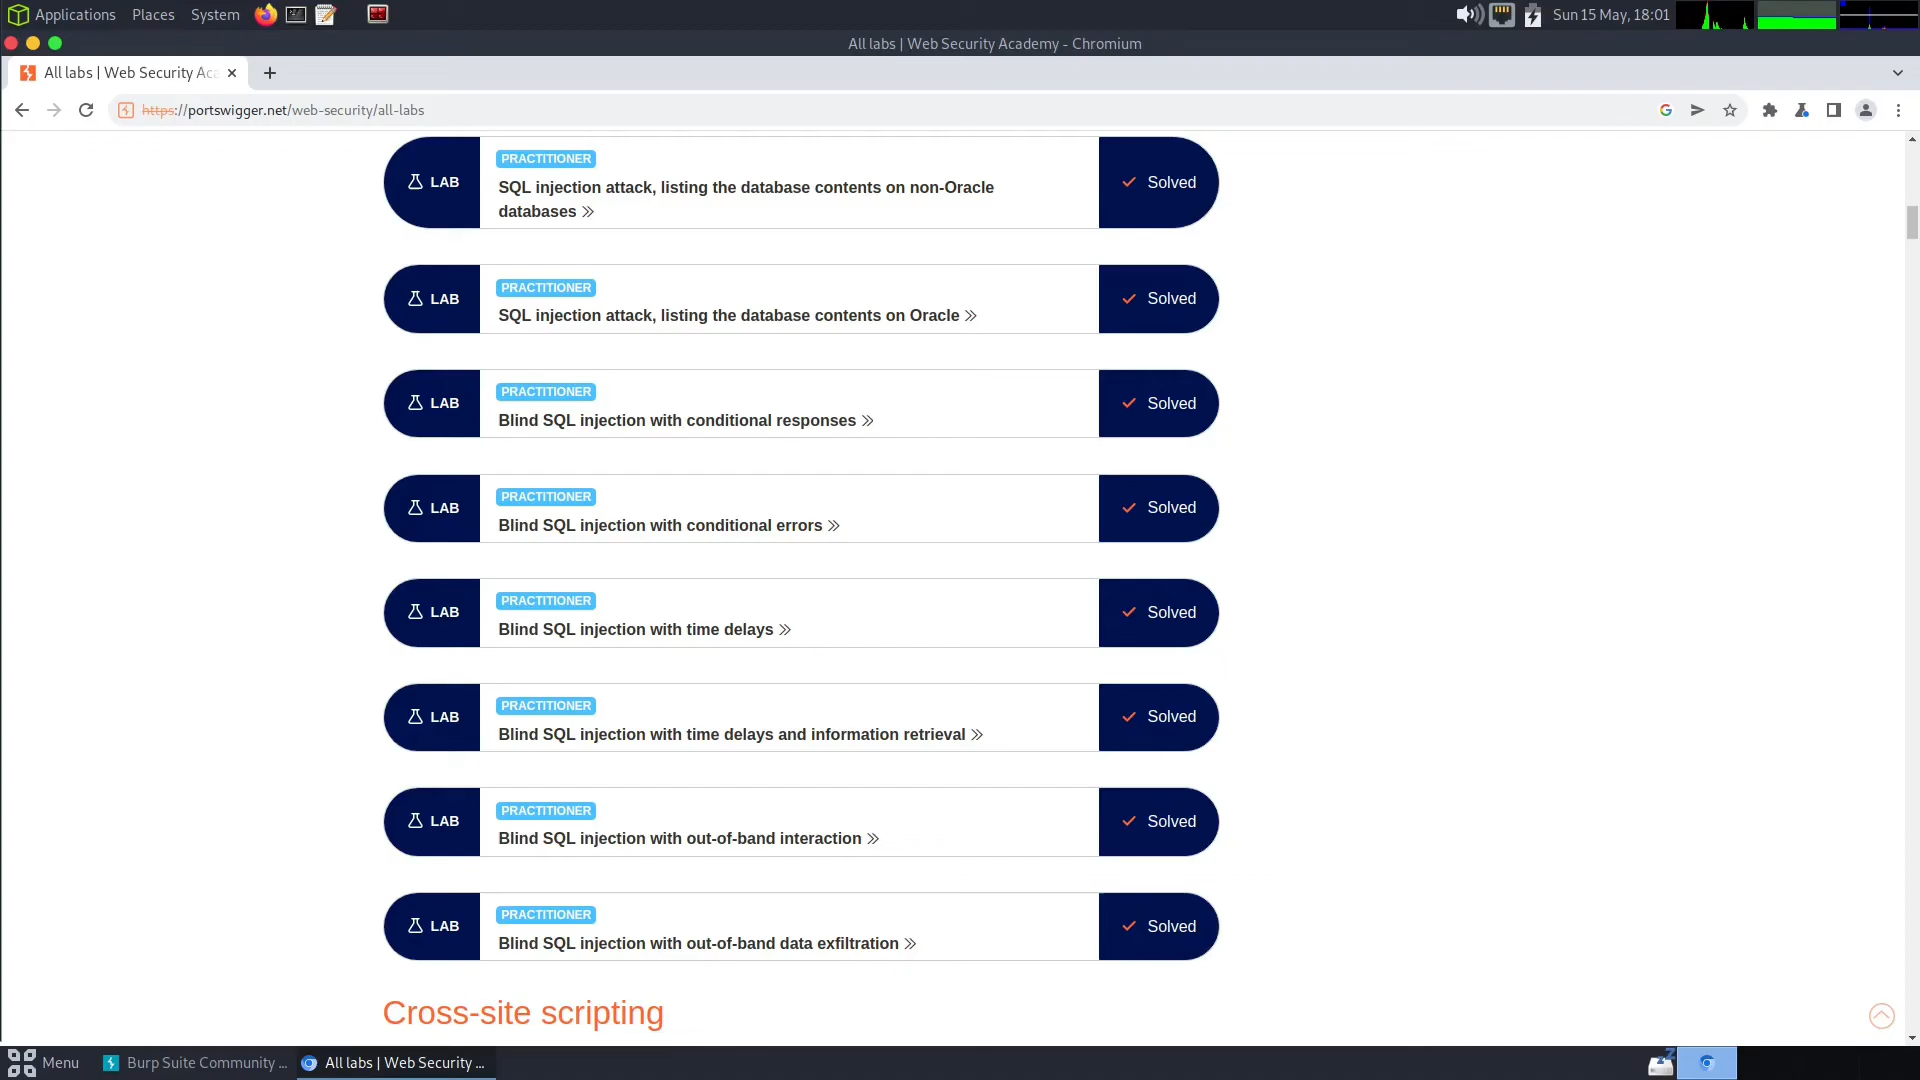 Applications Places System Sun 15 May, 18:01
All labs | Web Security Academy - Chromium
All labs | Web Security Aca
https://portswigger.net/web-security/all-labs
PRACTITIONER
LAB
SQL injection attack, listing the database contents on non-Oracle
databases
Solved
PRACTITIONER
LAB
SQL injection attack, listing the database contents on Oracle
Solved
PRACTITIONER
LAB
Blind SQL injection with conditional responses
Solved
PRACTITIONER
LAB
Blind SQL injection with conditional errors
Solved
PRACTITIONER
LAB
Blind SQL injection with time delays
Solved
PRACTITIONER
LAB
Blind SQL injection with time delays and information retrieval
Solved
PRACTITIONER
LAB
Blind SQL injection with out-of-band interaction
Solved
PRACTITIONER
LAB
Blind SQL injection with out-of-band data exfiltration
Solved
Cross-site scripting
Menu Burp Suite Community ... All labs | Web Security ...